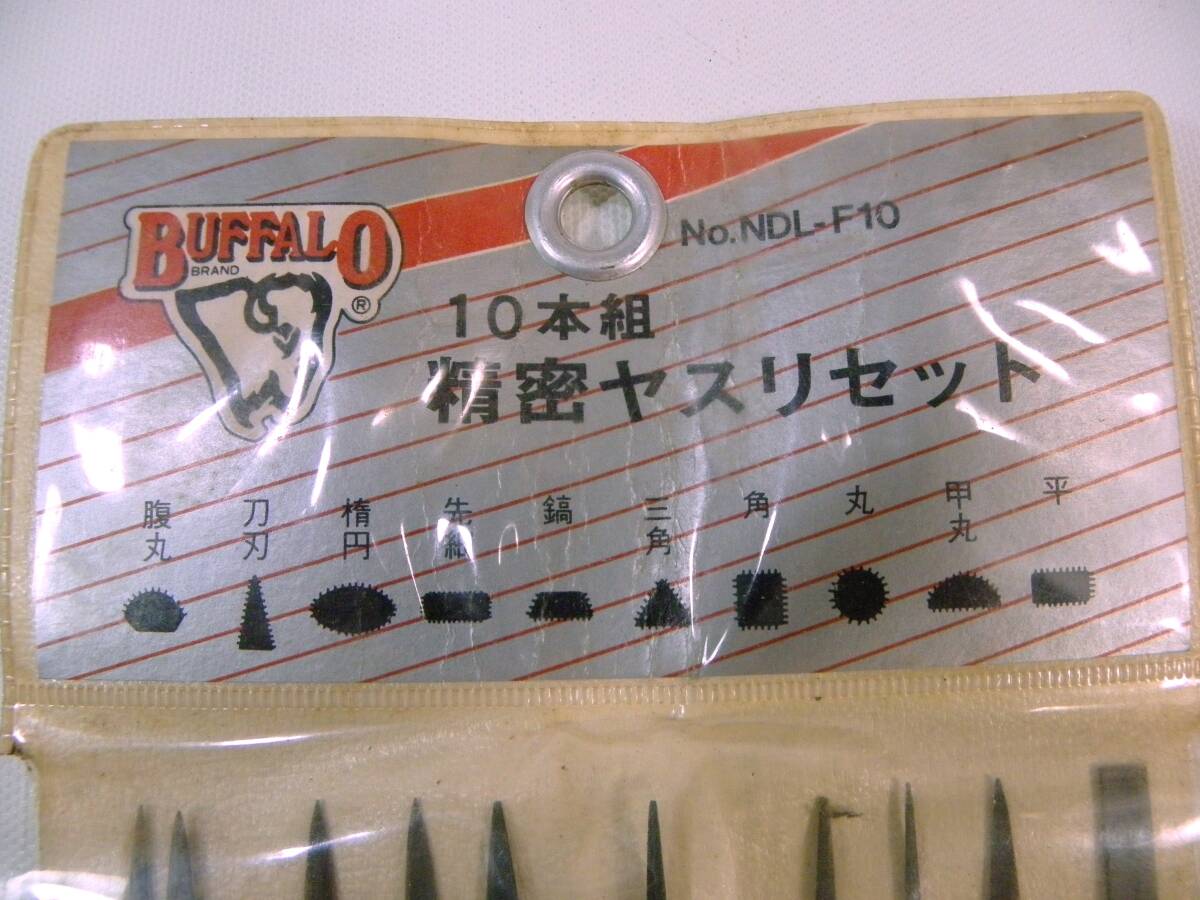 BUFFALO
BRAND
®
No.NDL-F10
10本組
精密ヤスリセット
腹丸
刀刃
楕円
先細
鎬
三角
角
丸
甲丸
平